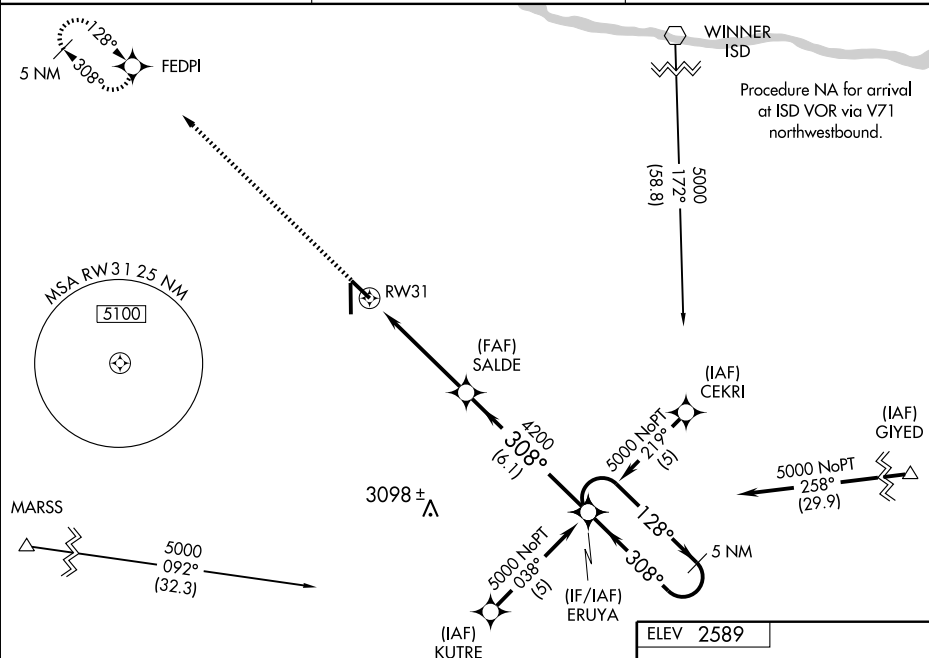 WINNER
ISD
128°
308°
5 NM
FEDPI
Procedure NA for arrival
at ISD VOR via V71
northwestbound.
5000
172°
(58.8)
MSA RW31 25 NM
5100
RW31
(FAF)
SALDE
(IAF)
CEKRI
(IAF)
GIYED
4200
308°
(6.1)
5000 NoPT
219°
(5)
5000 NoPT
258°
(29.9)
3098 ±
MARSS
5000
092°
(32.3)
128°
308°
5 NM
5000 NoPT
038°
(5)
(IF/IAF)
ERUYA
(IAF)
KUTRE
ELEV 2589